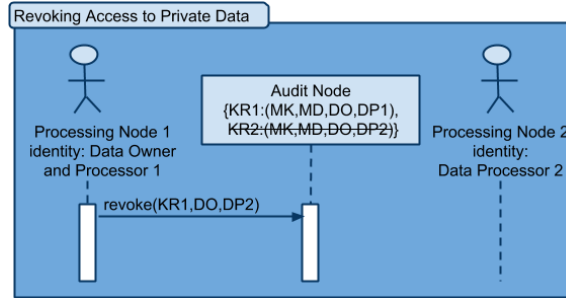 Revoking Access to Private Data
Audit Node
{KR1:(MK,MD,DO,DP1),
KR2:(MK,MD,DO,DP2)}
Processing Node 1
identity: Data Owner
and Processor 1
Processing Node 2
identity:
Data Processor 2
revoke(KR1,DO,DP2)